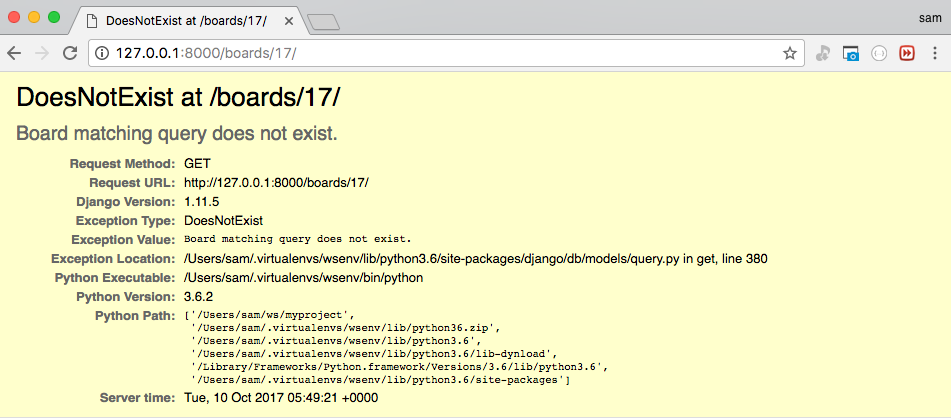 DoesNotExist at /boards/17/
sam
127.0.0.1:8000/boards/17/
DoesNotExist at /boards/17/
Board matching query does not exist.
Request Method: GET
Request URL: http://127.0.0.1:8000/boards/17/
Django Version: 1.11.5
Exception Type: DoesNotExist
Exception Value: Board matching query does not exist.
Exception Location: /Users/sam/.virtualenvs/wsenv/lib/python3.6/site-packages/django/db/models/query.py in get, line 380
Python Executable: /Users/sam/.virtualenvs/wsenv/bin/python
Python Version: 3.6.2
Python Path: ['/Users/sam/ws/myproject',
'/Users/sam/.virtualenvs/wsenv/lib/python36.zip',
'/Users/sam/.virtualenvs/wsenv/lib/python3.6',
'/Users/sam/.virtualenvs/wsenv/lib/python3.6/lib-dynload',
'/Library/Frameworks/Python.framework/Versions/3.6/lib/python3.6',
'/Users/sam/.virtualenvs/wsenv/lib/python3.6/site-packages']
Server time: Tue, 10 Oct 2017 05:49:21 +0000